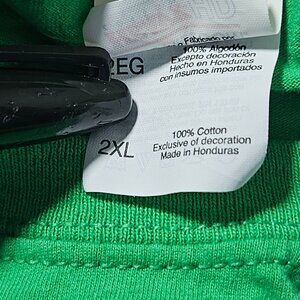 100% Algodón
Excepto decoración
Hecho en Honduras
con insumos importados
2EG
2XL
100% Cotton
Exclusive of decoration
Made in Honduras